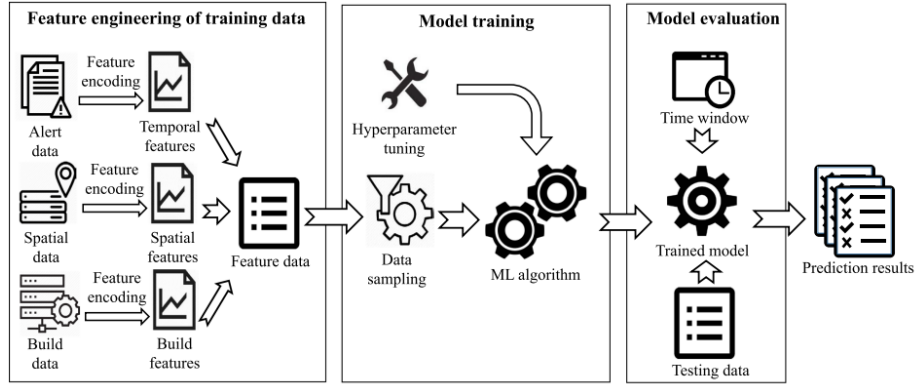 Feature engineering of training data
Feature
encoding
Alert
data
Temporal
features
Feature
encoding
Spatial data
Spatial
features
Feature
encoding
Build
data
Build
features
Feature data
Model training
Hyperparameter
tuning
Data
sampling
ML algorithm
Model evaluation
Time window
Trained model
Testing data
Prediction results